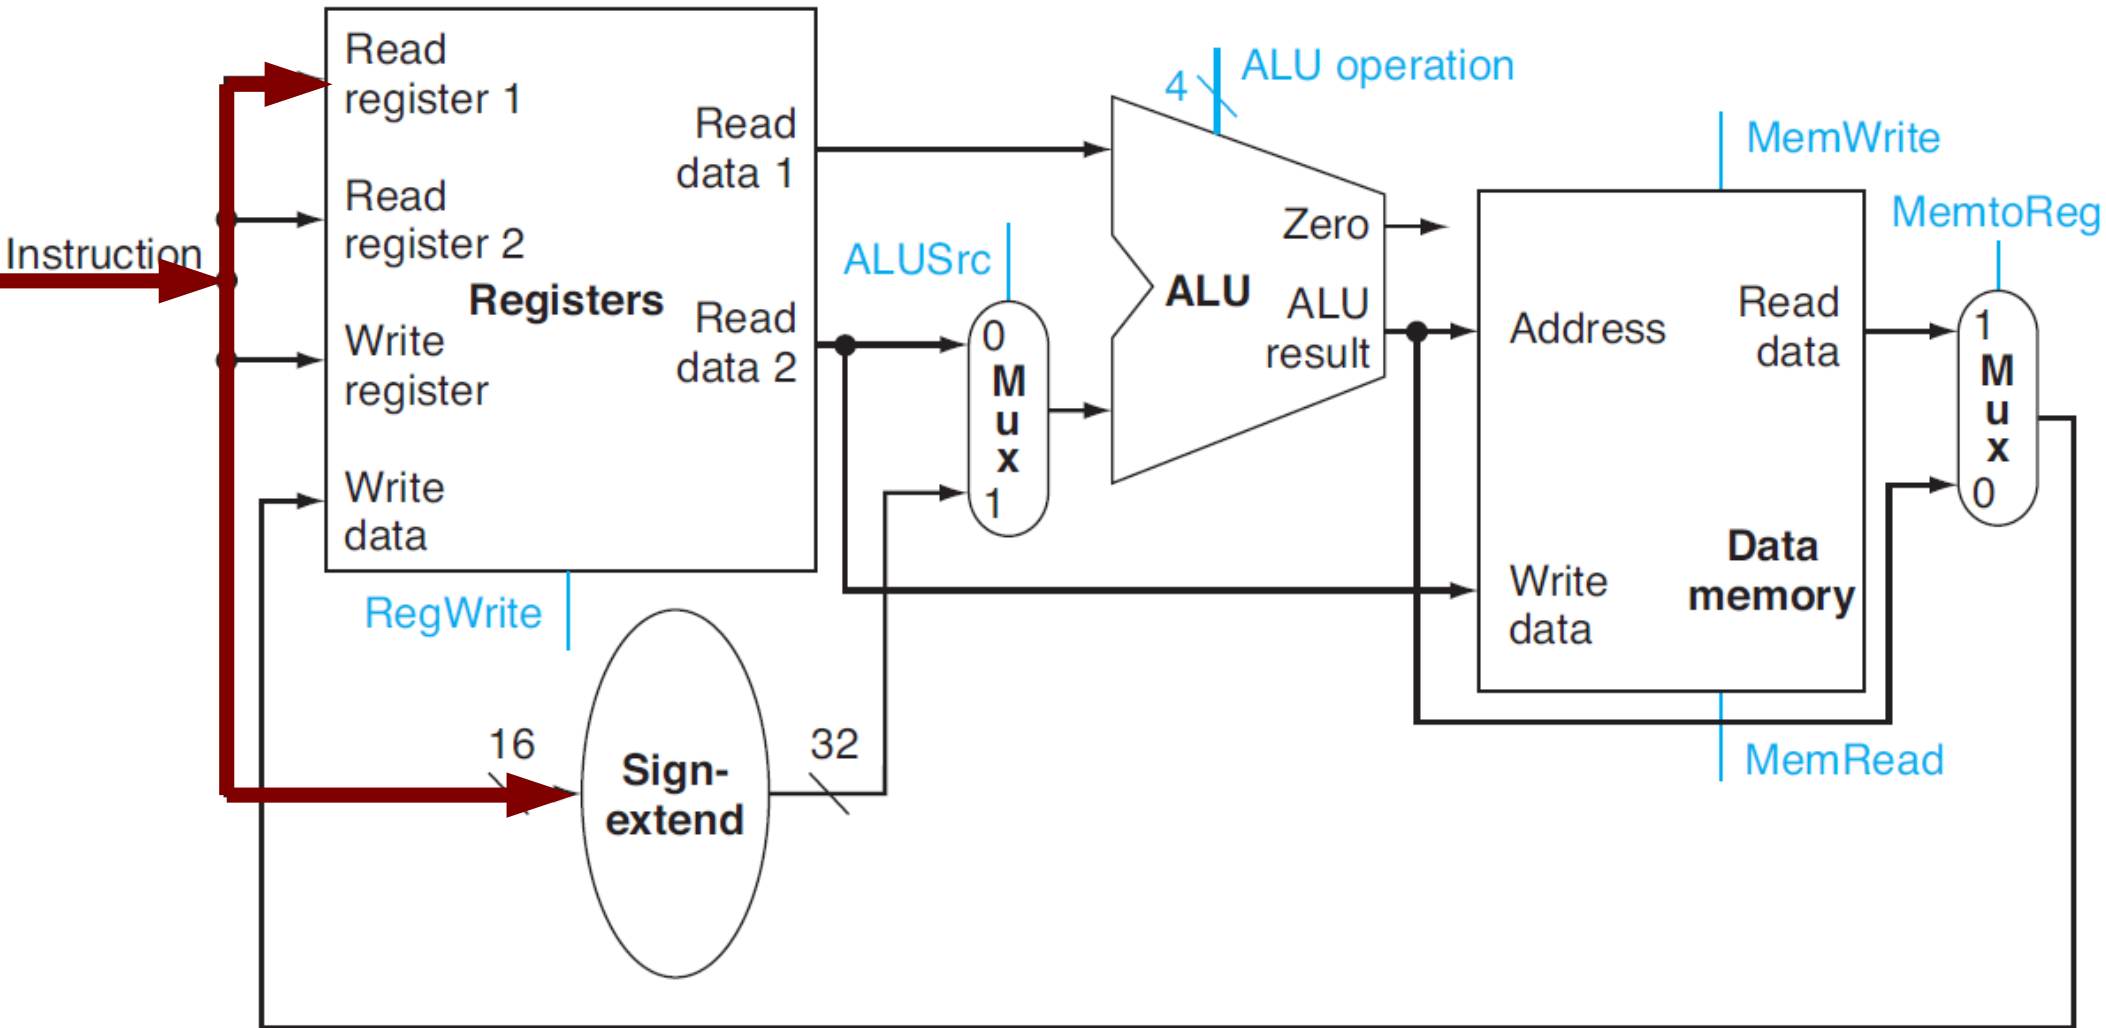 Instruction
Read
register 1
Read
register 2
Registers
Write
register
Write
data
Read
data 1
Read
data 2
RegWrite
16
Sign-
extend
32
ALUSrc
0
M
u
x
1
4
ALU operation
Zero
ALU
ALU
result
MemWrite
Address
Read
data
Write
data
Data
memory
MemRead
MemtoReg
1
M
u
x
0